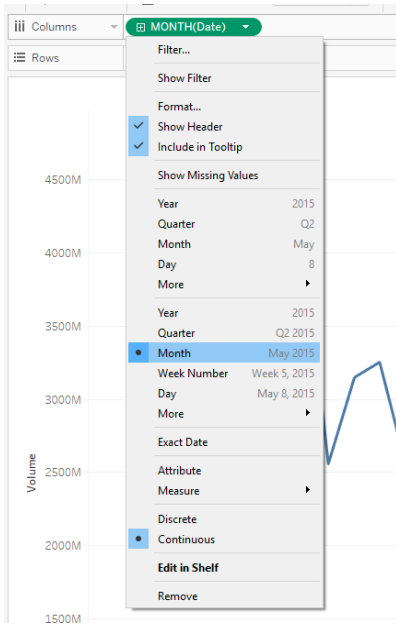 Columns
MONTH(Date)
Rows
Filter...
Show Filter
Format...
Show Header
Include in Tooltip
Show Missing Values
Year 2015
Quarter Q2
Month May
Day 8
More
Year 2015
Quarter Q2 2015
Month May 2015
Week Number Week 5, 2015
Day May 8, 2015
More
Exact Date
Attribute
Measure
Discrete
Continuous
Edit in Shelf
Remove
Volume
4500M
4000M
3500M
3000M
2500M
2000M
1500M